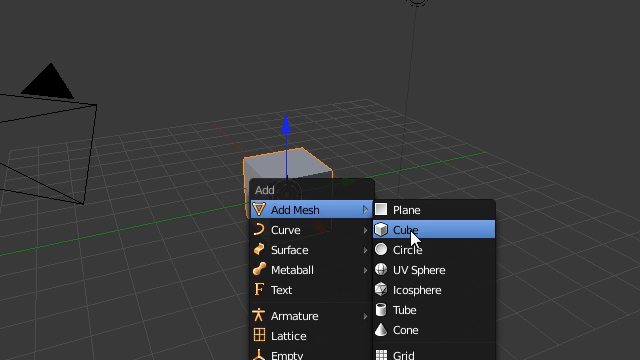 Add
Add Mesh
Curve
Surface
Metaball
Text
Armature
Lattice
Empty
Plane
Cube
Circle
UV Sphere
Icosphere
Tube
Cone
Grid